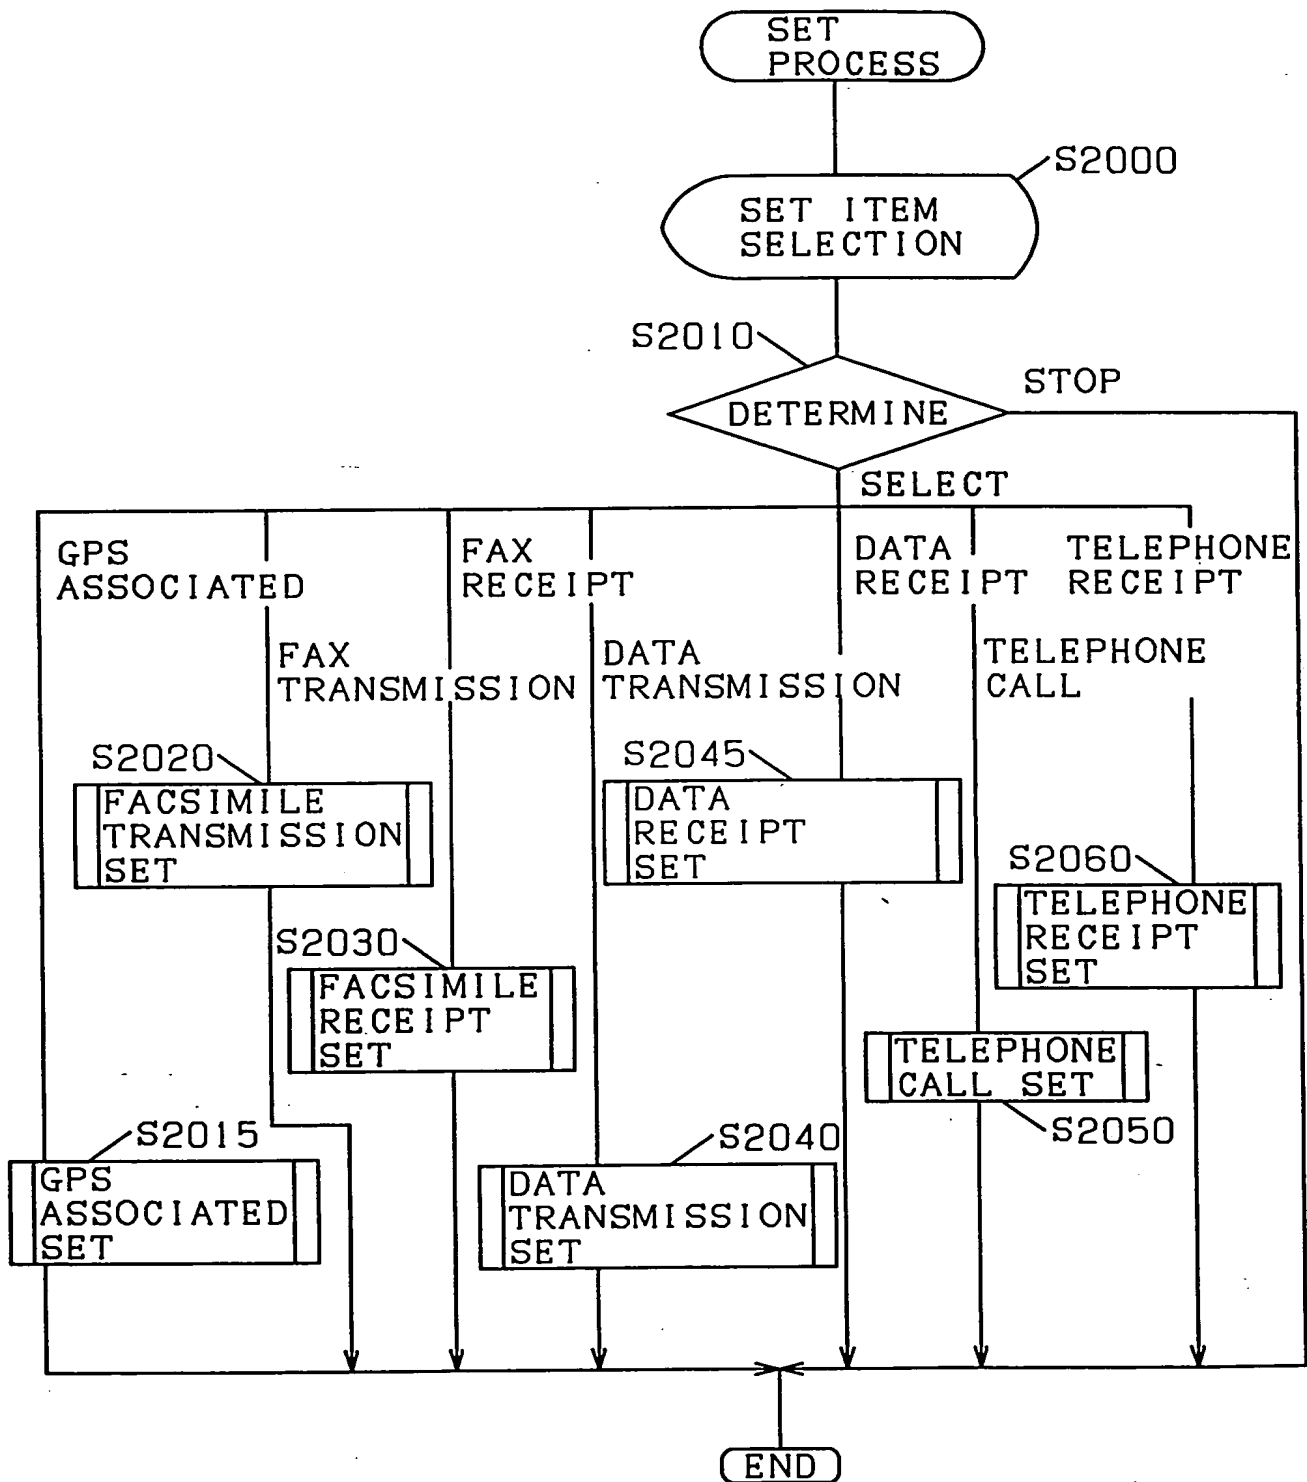 SET
PROCESS
S2000
SET ITEM
SELECTION
S2010
DETERMINE
STOP
SELECT
GPS
ASSOCIATED
FAX
RECEIPT
DATA
RECEIPT
TELEPHONE
RECEIPT
FAX
TRANSMISSION
DATA
TRANSMISSION
TELEPHONE
CALL
S2020
FACSIMILE
TRANSMISSION
SET
S2045
DATA
RECEIPT
SET
S2060
TELEPHONE
RECEIPT
SET
S2030
FACSIMILE
RECEIPT
SET
TELEPHONE
CALL SET
S2050
S2015
GPS
ASSOCIATED
SET
S2040
DATA
TRANSMISSION
SET
END